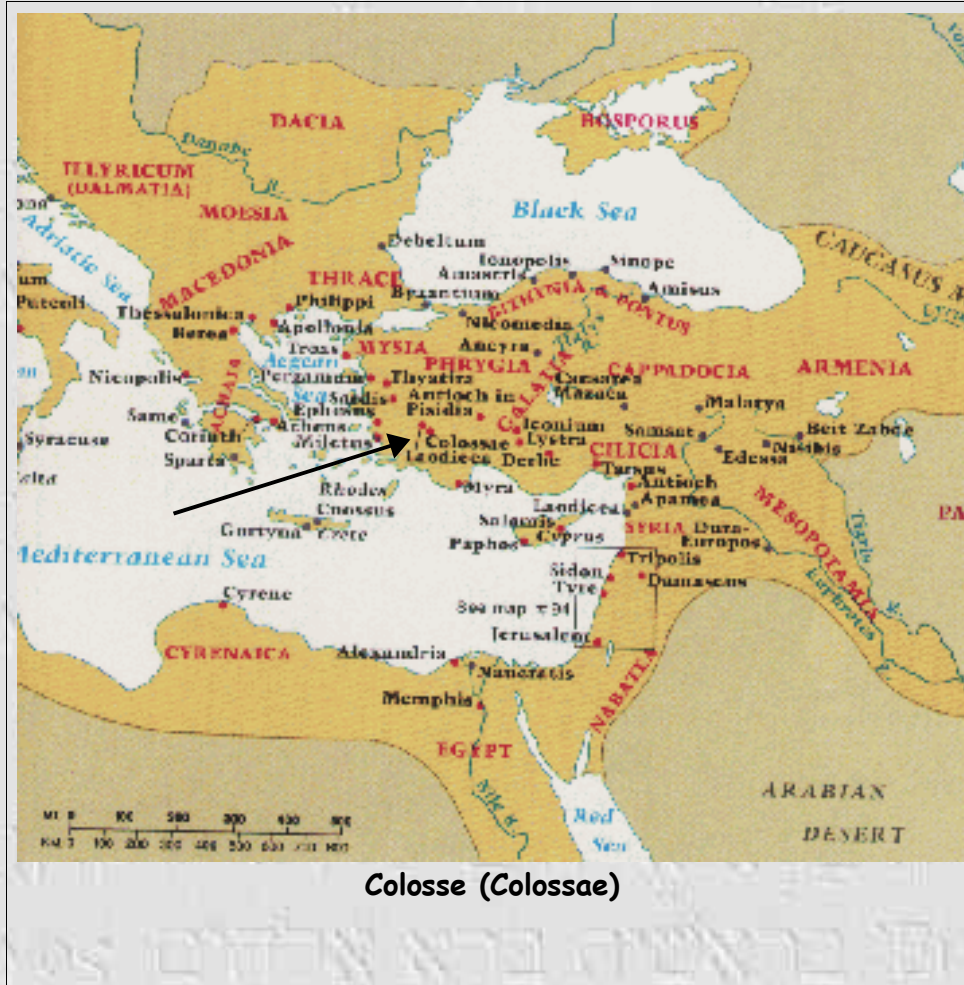 DACIA
BOSPORUS
Danube
R.
ILLYRICUM
(DALMATIA)
MOESIA
Black Sea
Adriatic Sea
Debeltum
CAUCASUS
MACEDONIA
THRACE
Ionopolis
Sinope
Amastris
Byzantium
Amisus
BITHYNIA & PONTUS
Puteoli
Philippi
Thessalonica
Berea
Apollonia
Nicomedia
Ancyra
Troas
MYSIA
PHRYGIA
GALATIA
CAPPADOCIA
ARMENIA
Aegean
Sea
Pergamum
Thyatira
Caesarea
Mazaca
Nicopolis
ACHAIA
Sardis
Antioch in
Pisidia
Malatya
Same
Ephesus
Iconium
Samsat
Beit Zabde
Athens
Corinth
Miletus
Colossae
Lystra
CILICIA
Edessa
Nisibis
Syracuse
Sparta
Laodicea
Derbe
Tarsus
Antioch
Rhodes
Myra
Apamea
MESOPOTAMIA
Cnossus
Laodicea
Gortyna
Crete
Salamis
Cyprus
SYRIA
Dura-
Europos
Tigris
R.
Mediterranean Sea
Paphos
Tripolis
Sidon
Damascus
Tyre
Euphrates
R.
Cyrene
See map
Jerusalem
CYRENAICA
Alexandria
Naucratis
NABATEA
Memphis
EGYPT
Nile R.
ARABIAN
DESERT
Red
Sea
Colosse (Colossae)